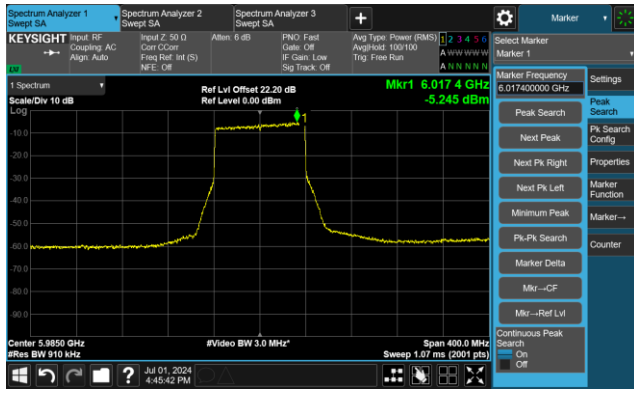 Spectrum Analyzer 1
Swept SA
Spectrum Analyzer 2
Swept SA
Spectrum Analyzer 3
Swept SA
+
Marker
KEYSIGHT
Input: RF
Coupling: AC
Align: Auto
Input Z: 50 Ω
Corr CCorr
Freq Ref: Int (S)
NFE: Off
Atten: 6 dB
PNO: Fast
Gate: Off
IF Gain: Low
Sig Track: Off
Avg Type: Power (RMS)
Avg|Hold: 100/100
Trig: Free Run
1 2 3 4 5 6
A W W W W W
A N N N N N
Select Marker
Marker 1
1 Spectrum
Scale/Div 10 dB
Log
Ref Lvl Offset 22.20 dB
Ref Level 0.00 dBm
Mkr1 6.017 4 GHz
-5.245 dBm
1
-10.0
-20.0
-30.0
-40.0
-50.0
-60.0
-70.0
-80.0
-90.0
Center 5.9850 GHz
#Res BW 910 kHz
#Video BW 3.0 MHz*
Span 400.0 MHz
Sweep 1.07 ms (2001 pts)
Marker Frequency
6.017400000 GHz
Peak Search
Next Peak
Next Pk Right
Next Pk Left
Minimum Peak
Pk-Pk Search
Marker Delta
Mkr→CF
Mkr→Ref Lvl
Continuous Peak
Search
On
Off
Settings
Peak
Search
Pk Search
Config
Properties
Marker
Function
Marker→
Counter
?
Jul 01, 2024
4:45:42 PM